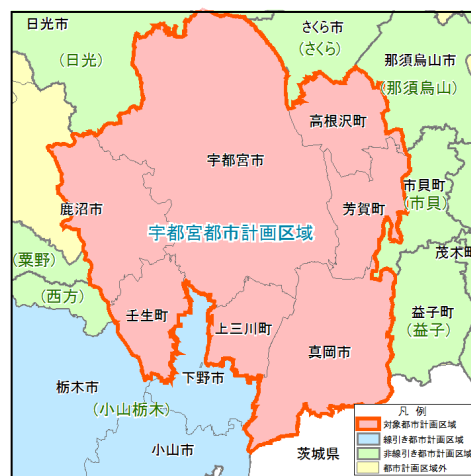 日光市
(日光)
さくら市
(さくら)
那須烏山市
(那須烏山)
高根沢町
宇都宮市
市貝町
(市貝)
鹿沼市
芳賀町
宇都宮都市計画区域
茂木町
(粟野)
(西方)
壬生町
上三川町
益子町
(益子)
真岡市
下野市
栃木市
(小山栃木)
小山市
茨城県
凡 例
対象都市計画区域
線引き都市計画区域
非線引き都市計画区域
都市計画区域外